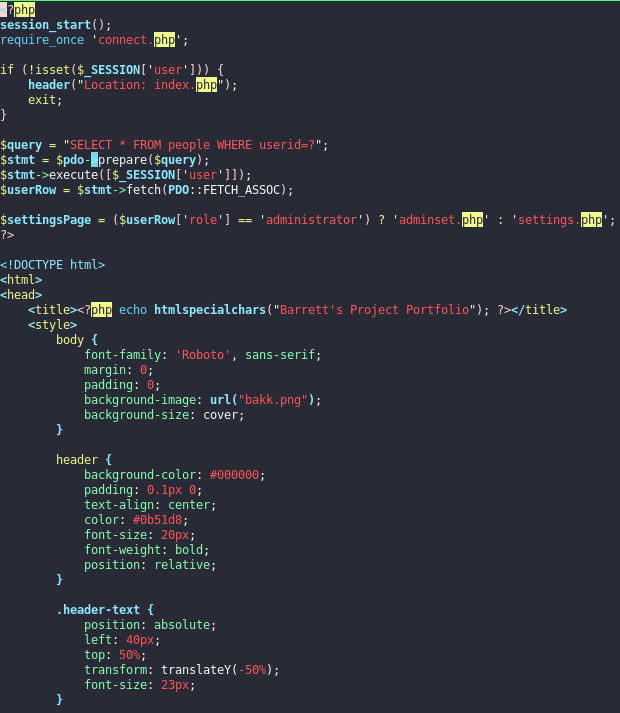 <?php
session_start();
require_once 'connect.php';

if (!isset($_SESSION['user'])) {
    header("Location: index.php");
    exit;
}

$query = "SELECT * FROM people WHERE userid=?";
$stmt = $pdo->prepare($query);
$stmt->execute([$_SESSION['user']]);
$userRow = $stmt->fetch(PDO::FETCH_ASSOC);

$settingsPage = ($userRow['role'] == 'administrator') ? 'adminset.php' : 'settings.php';
?>

<!DOCTYPE html>
<html>
<head>
    <title><?php echo htmlspecialchars("Barrett's Project Portfolio"); ?></title>
    <style>
        body {
            font-family: 'Roboto', sans-serif;
            margin: 0;
            padding: 0;
            background-image: url("bakk.png");
            background-size: cover;
        }

        header {
            background-color: #000000;
            padding: 0.1px 0;
            text-align: center;
            color: #0b51d8;
            font-size: 20px;
            font-weight: bold;
            position: relative;
        }

        .header-text {
            position: absolute;
            left: 40px;
            top: 50%;
            transform: translateY(-50%);
            font-size: 23px;
        }